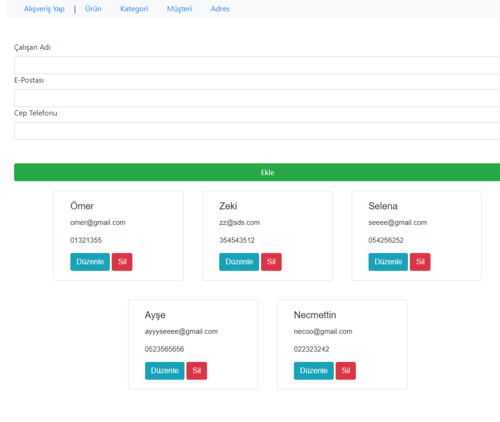 Alışveriş Yap | Ürün Kategori Müşteri Adres
Çalışan Adı
E-Postası
Cep Telefonu
Ekle
Ömer
omer@gmail.com
01321355
Düzenle Sil
Zeki
zz@sds.com
354543512
Düzenle Sil
Selena
seeee@gmail.com
054256252
Düzenle Sil
Ayşe
ayyyseeee@gmail.com
0523565656
Düzenle Sil
Necmettin
necoo@gmail.com
022323242
Düzenle Sil